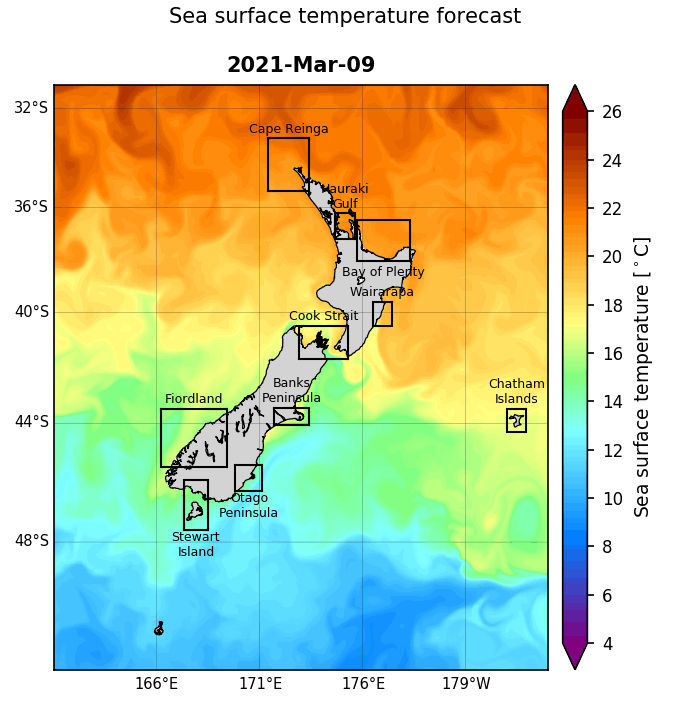 Sea surface temperature forecast
2021-Mar-09
32°S
36°S
40°S
44°S
48°S
166°E
171°E
176°E
179°W
Cape Reinga
Hauraki
Gulf
Bay of Plenty
Wairarapa
Cook Strait
Banks
Peninsula
Fiordland
Chatham
Islands
Otago
Peninsula
Stewart
Island
26
24
22
20
18
16
14
12
10
8
6
4
Sea surface temperature [°C]